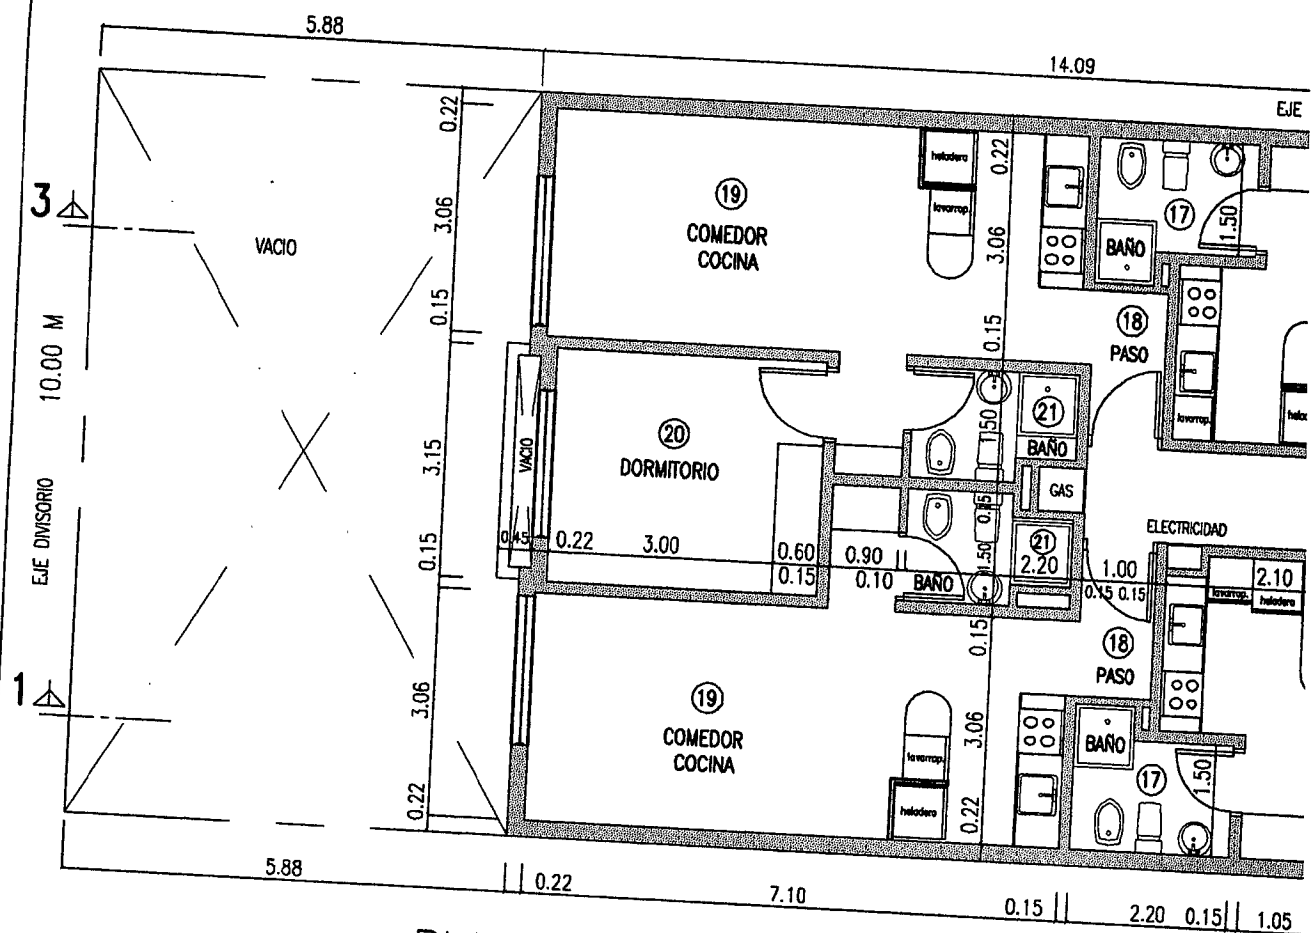 5.88
14.09
EJE
0.22
3.06
0.15
3.15
0.15
3.06
0.22
3
VACIO
10.00 M
EJE DIVISORIO
1
19
COMEDOR
COCINA
heladera
lavarrop.
0.22
3.06
0.15
17
BAÑO
1.50
18
PASO
lavarrop.
20
DORMITORIO
VACIO
21
BAÑO
1.50
GAS
0.15
ELECTRICIDAD
0.45
0.22
3.00
0.60
0.15
0.90
0.10
BAÑO
1.50
21
2.20
1.00
0.15 0.15
2.10
lavarrop.
heladera
0.15
18
PASO
19
COMEDOR
COCINA
3.06
lavarrop.
heladera
0.22
BAÑO
17
1.50
5.88
0.22
7.10
0.15
2.20
0.15
1.05